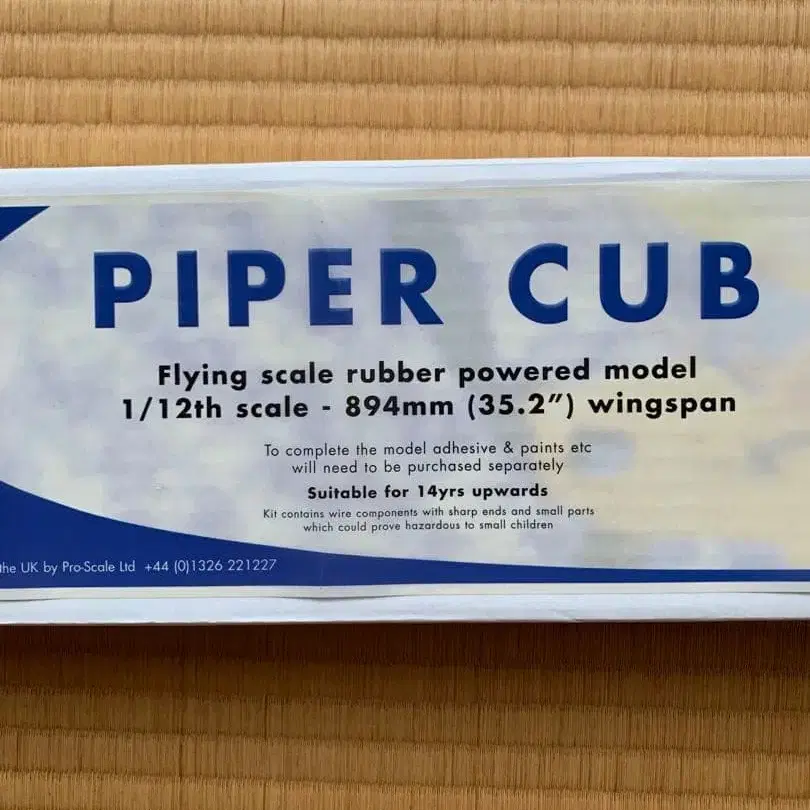 PIPER CUB
Flying scale rubber powered model
1/12th scale - 894mm (35.2”) wingspan
To complete the model adhesive & paints etc
will need to be purchased separately
Suitable for 14yrs upwards
Kit contains wire components with sharp ends and small parts
which could prove hazardous to small children
the UK by Pro-Scale Ltd +44 (0)1326 221227